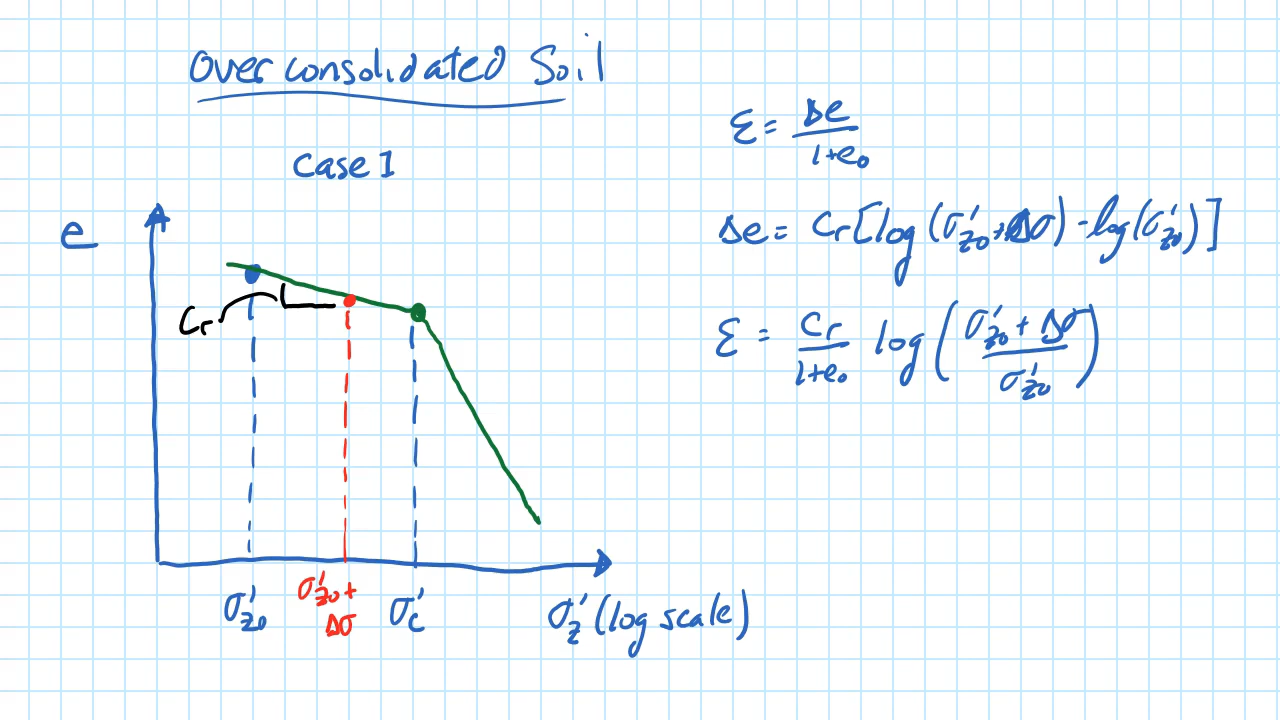 Overconsolidated Soil
Case 1
e
Cr
σ'z0
σ'z0 +
Δσ
σ'c
σ'z (log scale)
ε = Δe / 1+e0
Δe = Cr[log(σ'z0+Δσ) - log(σ'z0)]
ε = Cr / 1+e0 log(σ'z0 + Δσ / σ'z0)